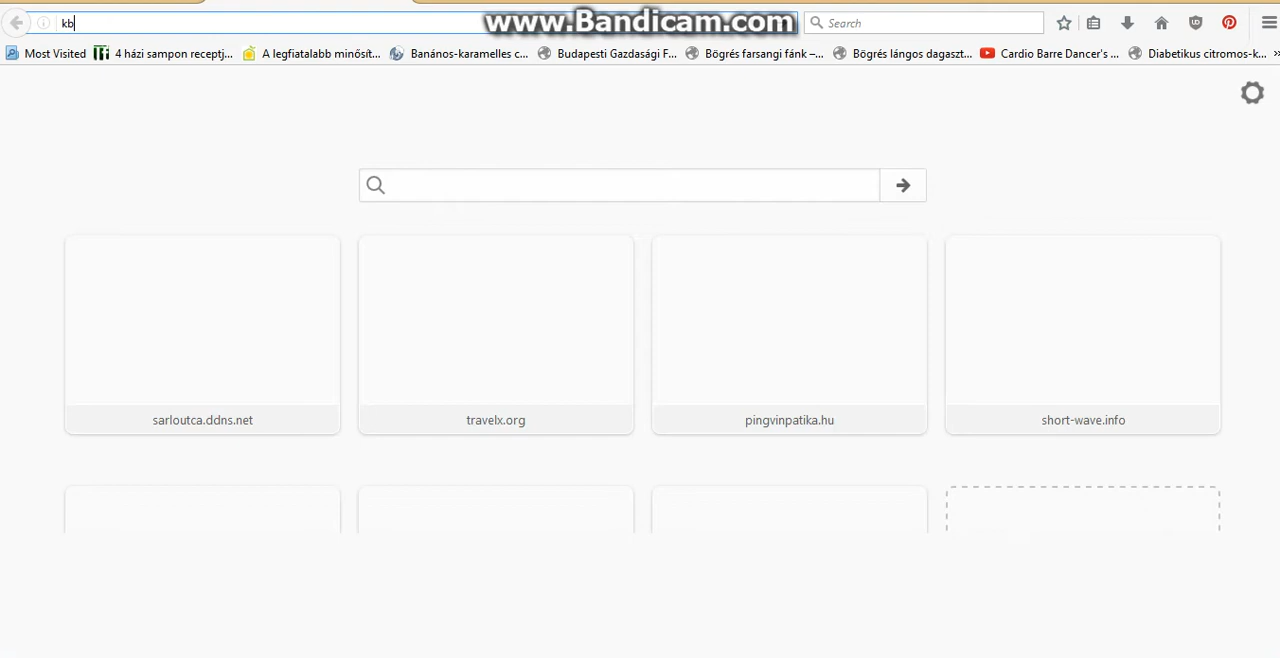 kb
www.Bandicam.com
Search
Most Visited
4 házi sampon receptj...
A legfiatalabb minősít...
Banános-karamelles c...
Budapesti Gazdasági F...
Bögrés farsangi fánk –...
Bögrés lángos dagaszt...
Cardio Barre Dancer's ...
Diabetikus citromos-k...
sarloutca.ddns.net
travelx.org
pingvinpatika.hu
short-wave.info